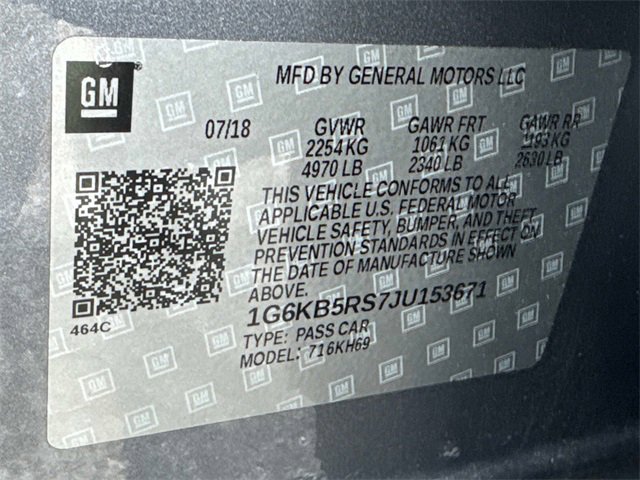 GM
MFD BY GENERAL MOTORS LLC
07/18 GVWR GAWR FRT GAWR RR
2254 KG 1061 KG 1193 KG
4970 LB 2340 LB 2630 LB
THIS VEHICLE CONFORMS TO ALL
APPLICABLE U.S. FEDERAL MOTOR
VEHICLE SAFETY, BUMPER, AND THEFT
PREVENTION STANDARDS IN EFFECT ON
THE DATE OF MANUFACTURE SHOWN
ABOVE.
464C
1G6KB5RS7JU153671
TYPE: PASS CAR
MODEL: 716KH69